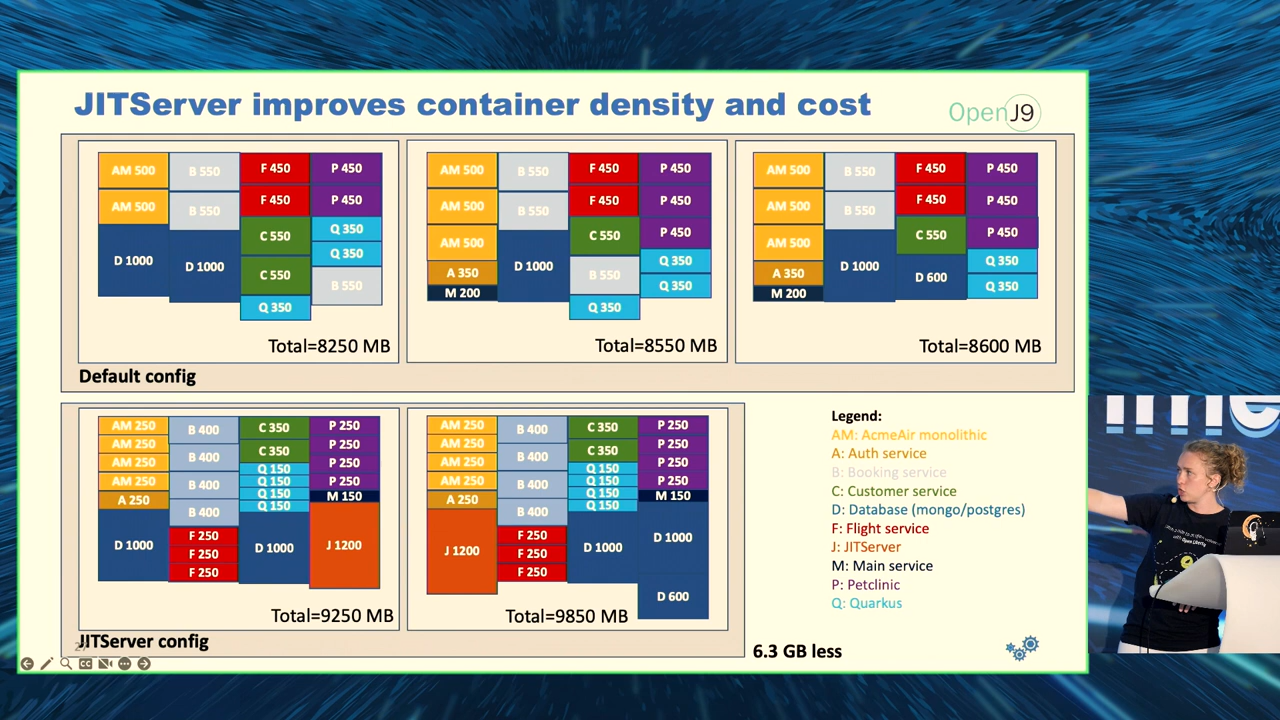 JITServer improves container density and cost
OpenJ9
AM 500 B 550 F 450 P 450
AM 500 B 550 F 450 P 450
D 1000 D 1000 C 550 Q 350
C 550 Q 350
Q 350 B 550
Total=8250 MB
AM 500 B 550 F 450 P 450
AM 500 B 550 F 450 P 450
AM 500 D 1000 C 550 P 450
A 350 B 550 Q 350
M 200 Q 350 Q 350
Total=8550 MB
AM 500 B 550 F 450 P 450
AM 500 B 550 F 450 P 450
AM 500 D 1000 C 550 P 450
A 350 D 600 Q 350
M 200 Q 350
Total=8600 MB
Default config
AM 250 B 400 C 350 P 250
AM 250 B 400 C 350 P 250
AM 250 B 400 Q 150 P 250
AM 250 B 400 Q 150 P 250
A 250 F 250 Q 150 M 150
D 1000 F 250 Q 150 J 1200
F 250 D 1000
Total=9250 MB
AM 250 B 400 C 350 P 250
AM 250 B 400 C 350 P 250
AM 250 B 400 Q 150 P 250
AM 250 B 400 Q 150 P 250
A 250 F 250 Q 150 M 150
J 1200 F 250 Q 150 D 1000
F 250 D 1000 D 600
Total=9850 MB
JITServer config
Legend:
AM: AcmeAir monolithic
A: Auth service
B: Booking service
C: Customer service
D: Database (mongo/postgres)
F: Flight service
J: JITServer
M: Main service
P: Petclinic
Q: Quarkus
6.3 GB less